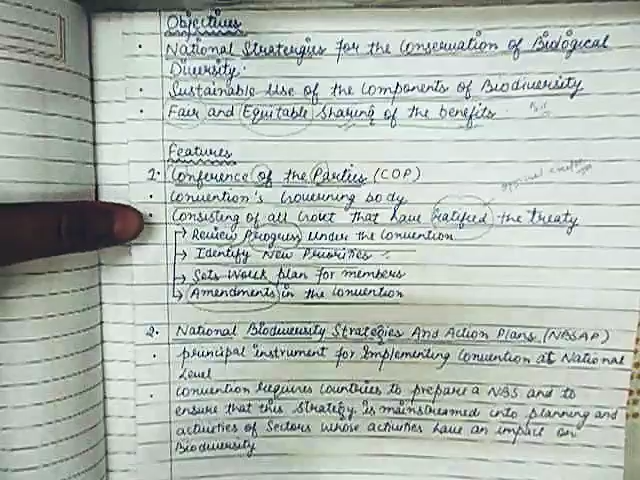 Objectives
• National Strategies for the Conservation of Biological
Diversity.
• Sustainable Use of the Components of Biodiversity
• Fair and Equitable Sharing of the benefits
Features
1. Conference of the Parties (COP)
• Convention's Governing body
• Consisting of all Govt that have ratified the treaty
→ Review Progress Under the Convention
→ Identify New Priorities
→ Sets Work plan for members
→ Amendments in the Convention
2. National Biodiversity Strategies And Action Plans (NBSAP)
• principal instrument for Implementing Convention at National
Level
• Convention Requires Countries to prepare a NBS and to
ensure that this Strategy is mainstreamed into planning and
activities of Sectors whose activities have an impact on
Biodiversity